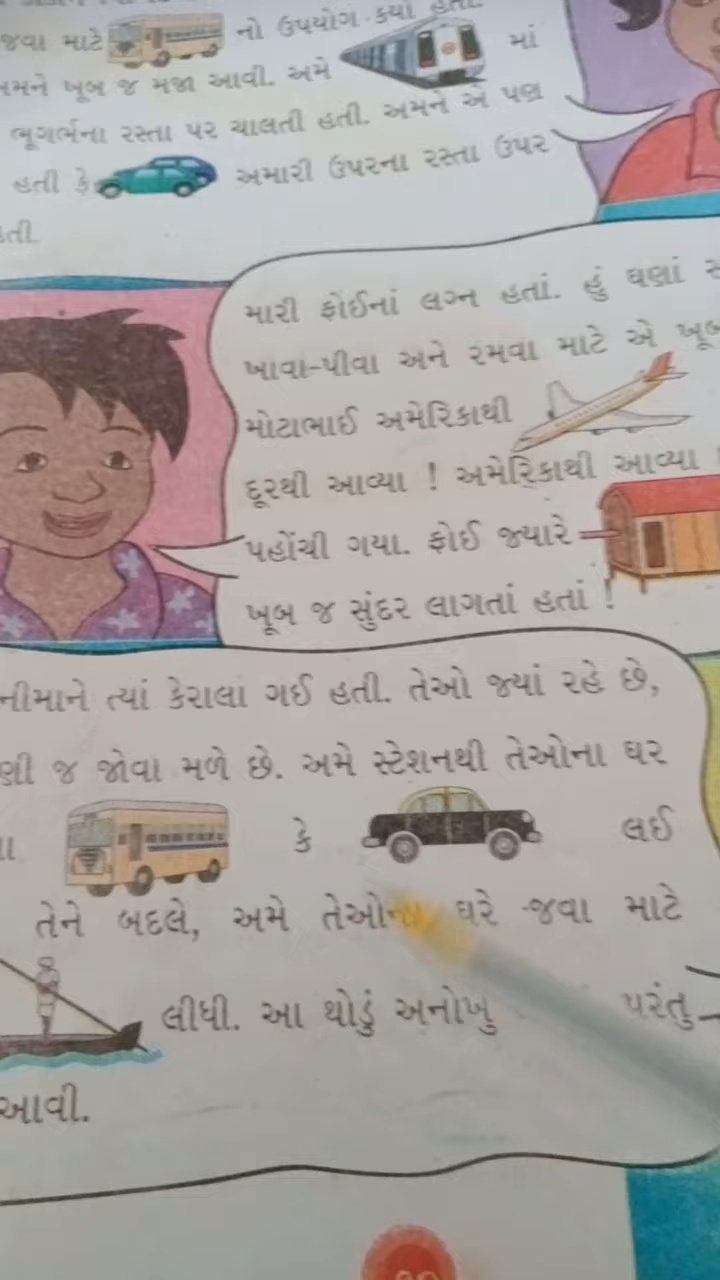 જવા માટે નો ઉપયોગ કર્યો હતો.
અમને ખૂબ જ મજા આવી. અમે માં
ભૂગર્ભના રસ્તા પર ચાલતી હતી. અમને એ પણ
હતી કે અમારી ઉપરના રસ્તા ઉપર
હતી.
મારી ફોઈનાં લગ્ન હતાં. હું ઘણાં
ખાવા-પીવા અને રમવા માટે એ ખૂબ
મોટાભાઈ અમેરિકાથી
દૂરથી આવ્યા ! અમેરિકાથી આવ્યા
પહોંચી ગયા. ફોઈ જ્યારે
ખૂબ જ સુંદર લાગતાં હતાં !
નીમાને ત્યાં કેરાલા ગઈ હતી. તેઓ જ્યાં રહે છે,
જ જોવા મળે છે. અમે સ્ટેશનથી તેઓના ઘર
કે લઈ
તેને બદલે, અમે તેઓના ઘરે જવા માટે
લીધી. આ થોડું અનોખુ પરંતુ
આવી.